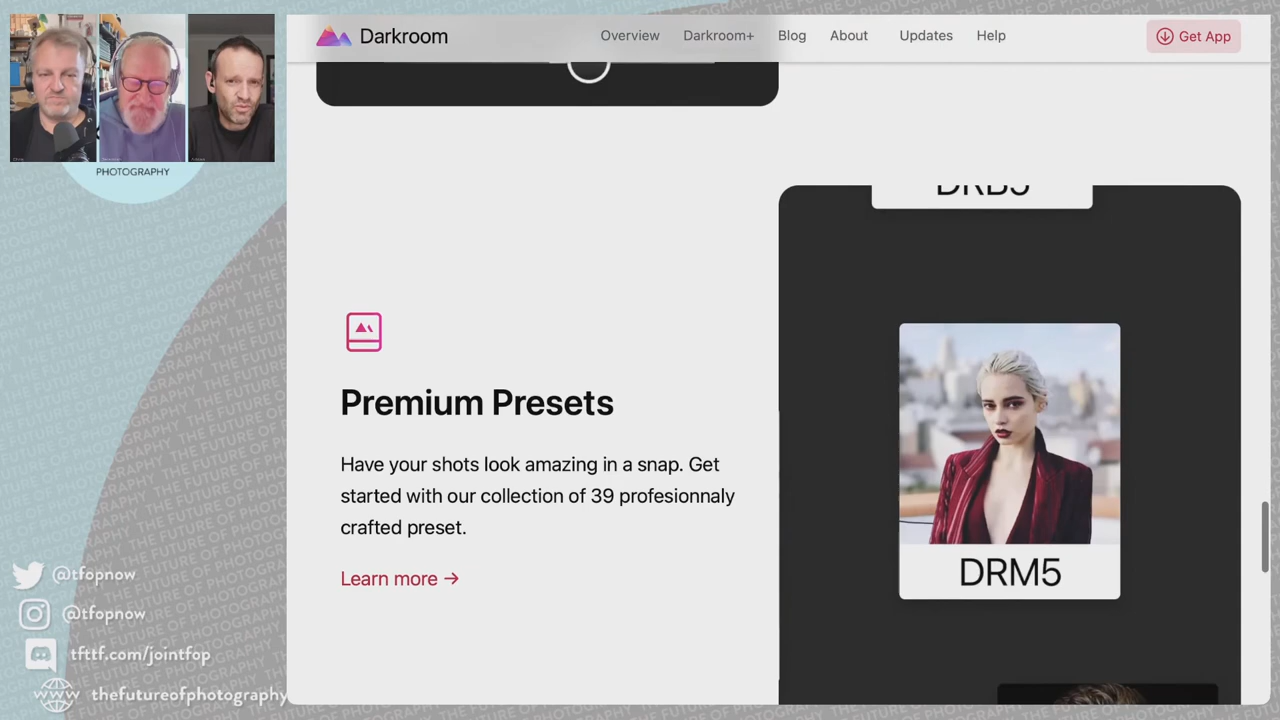 Darkroom
Overview
Darkroom+
Blog
About
Updates
Help
Get App
PHOTOGRAPHY
DRB5
Premium Presets
Have your shots look amazing in a snap. Get
started with our collection of 39 profesionnaly
crafted preset.
Learn more →
DRM5
@tfopnow
@tfopnow
tfttf.com/jointfop
www
thefutureofphotography